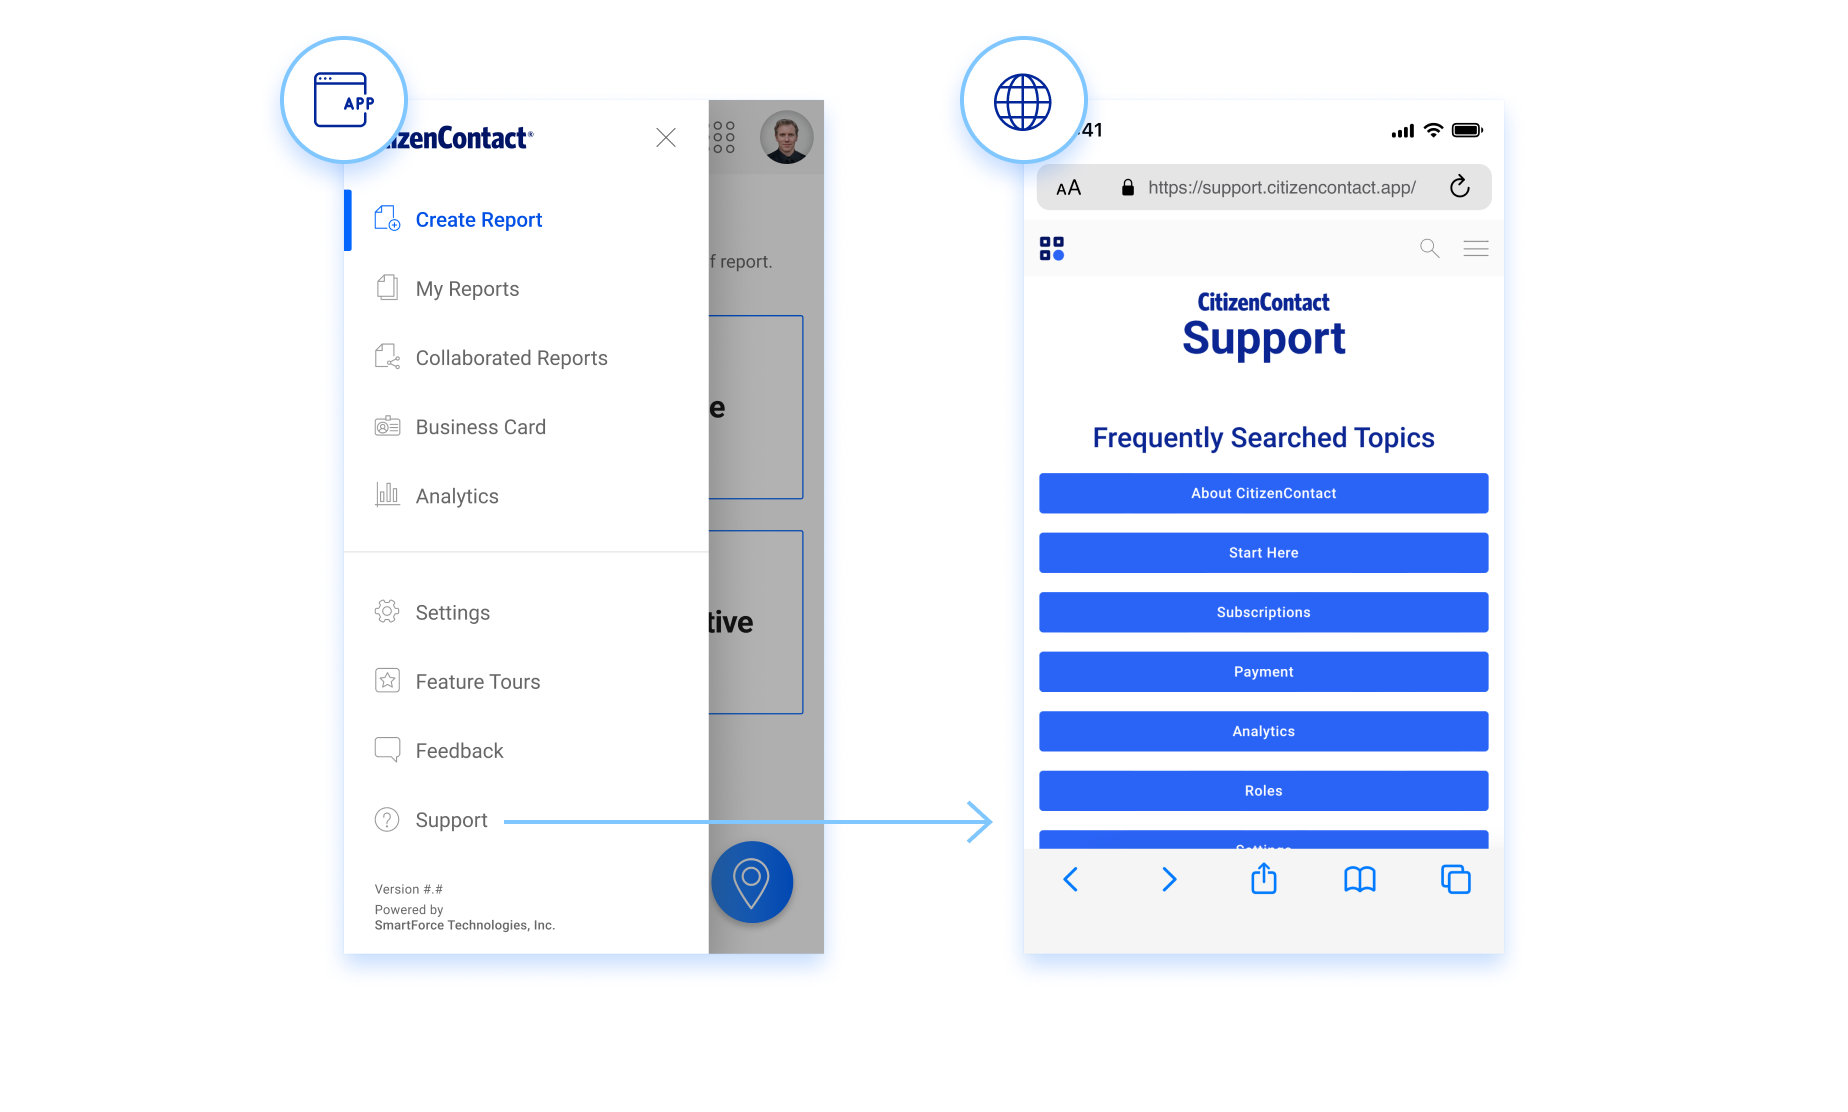 APP
izenContact®
Create Report
My Reports
Collaborated Reports
Business Card
Analytics
Settings
Feature Tours
Feedback
Support
Version #.#
Powered by
SmartForce Technologies, Inc.
f report.
e
tive
41
AA
https://support.citizencontact.app/
CitizenContact
Support
Frequently Searched Topics
About CitizenContact
Start Here
Subscriptions
Payment
Analytics
Roles
Settings